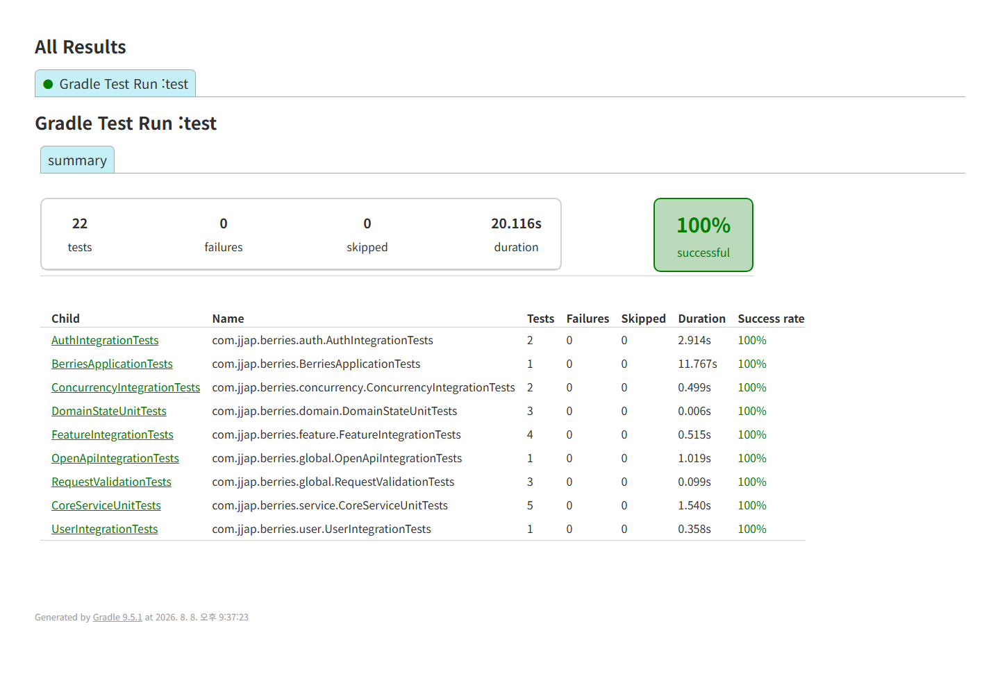 All Results
Gradle Test Run :test
Gradle Test Run :test
summary
22 0 0 20.116s 100%
tests failures skipped duration successful
Child Name Tests Failures Skipped Duration Success rate
AuthIntegrationTests com.jjap.berries.auth.AuthIntegrationTests 2 0 0 2.914s 100%
BerriesApplicationTests com.jjap.berries.BerriesApplicationTests 1 0 0 11.767s 100%
ConcurrencyIntegrationTests com.jjap.berries.concurrency.ConcurrencyIntegrationTests 2 0 0 0.499s 100%
DomainStateUnitTests com.jjap.berries.domain.DomainStateUnitTests 3 0 0 0.006s 100%
FeatureIntegrationTests com.jjap.berries.feature.FeatureIntegrationTests 4 0 0 0.515s 100%
OpenApiIntegrationTests com.jjap.berries.global.OpenApiIntegrationTests 1 0 0 1.019s 100%
RequestValidationTests com.jjap.berries.global.RequestValidationTests 3 0 0 0.099s 100%
CoreServiceUnitTests com.jjap.berries.service.CoreServiceUnitTests 5 0 0 1.540s 100%
UserIntegrationTests com.jjap.berries.user.UserIntegrationTests 1 0 0 0.358s 100%
Generated by Gradle 9.5.1 at 2026. 8. 8. 오후 9:37:23